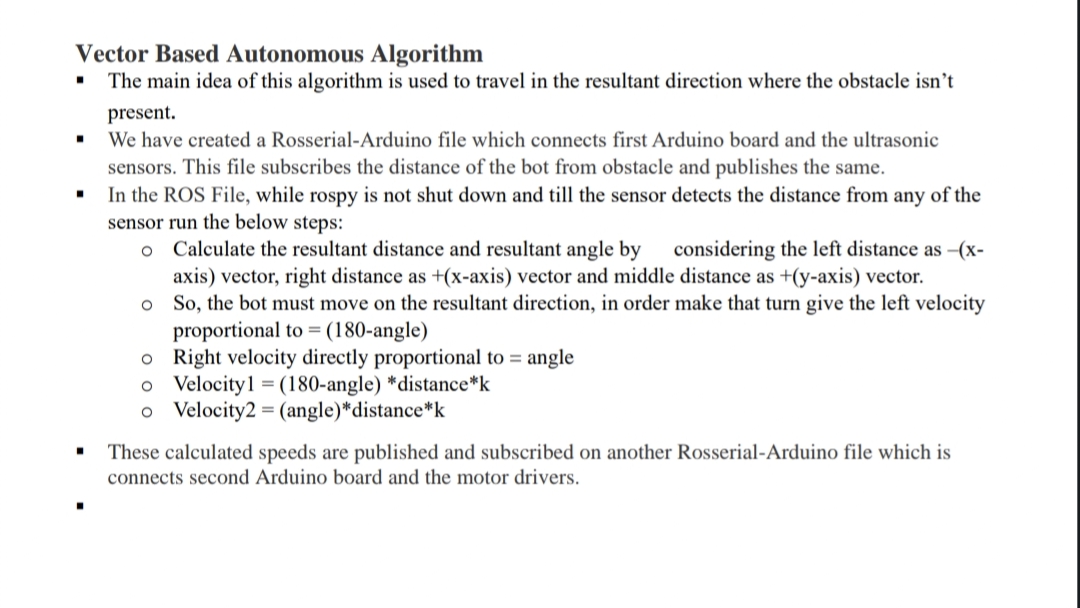 Vector Based Autonomous Algorithm
▪ The main idea of this algorithm is used to travel in the resultant direction where the obstacle isn’t
present.
▪ We have created a Rosserial-Arduino file which connects first Arduino board and the ultrasonic
sensors. This file subscribes the distance of the bot from obstacle and publishes the same.
▪ In the ROS File, while rospy is not shut down and till the sensor detects the distance from any of the
sensor run the below steps:
o Calculate the resultant distance and resultant angle by considering the left distance as –(x-
axis) vector, right distance as +(x-axis) vector and middle distance as +(y-axis) vector.
o So, the bot must move on the resultant direction, in order make that turn give the left velocity
proportional to = (180-angle)
o Right velocity directly proportional to = angle
o Velocity1 = (180-angle) *distance*k
o Velocity2 = (angle)*distance*k
▪ These calculated speeds are published and subscribed on another Rosserial-Arduino file which is
connects second Arduino board and the motor drivers.
▪